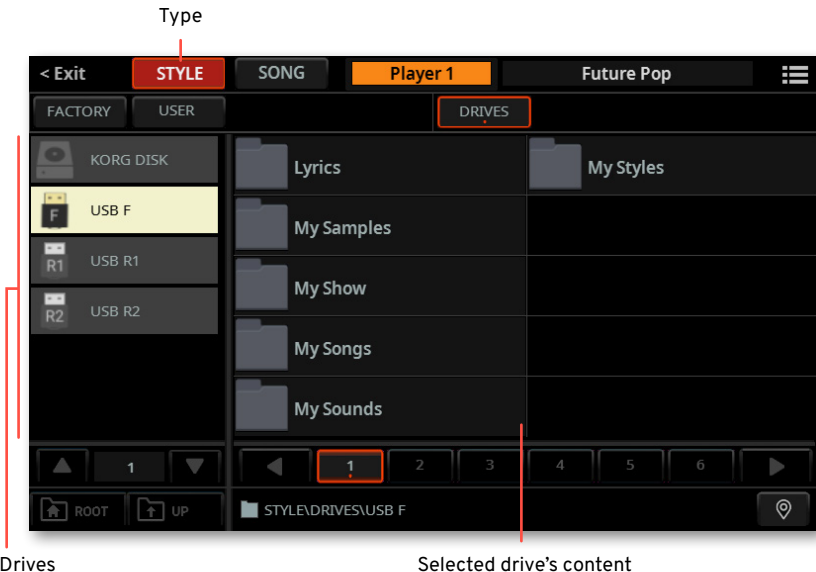 Type
< Exit STYLE SONG Player 1 Future Pop
FACTORY USER DRIVES
KORG DISK
F USB F
R1 USB R1
R2 USB R2
Lyrics My Styles
My Samples
My Show
My Songs
My Sounds
1 1 2 3 4 5 6
ROOT UP STYLE\DRIVES\USB F
Drives Selected drive's content